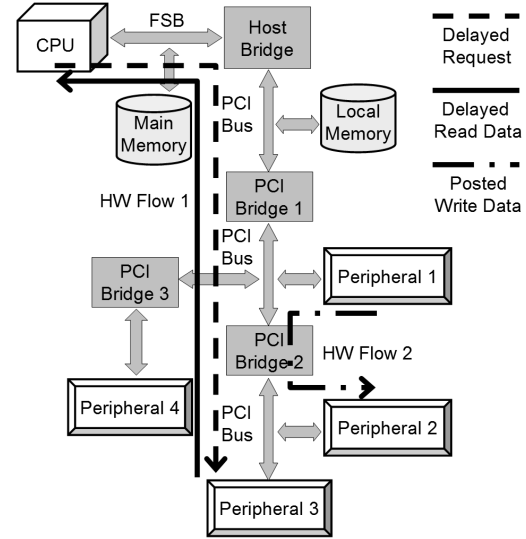 FSB
CPU
Host
Bridge
Delayed
Request
PCI
Bus
Main
Memory
Local
Memory
Delayed
Read Data
HW Flow 1
PCI
Bridge 1
Posted
Write Data
PCI
Bus
PCI
Bridge 3
Peripheral 1
PCI
Bridge 2
HW Flow 2
Peripheral 4
PCI
Bus
Peripheral 2
Peripheral 3